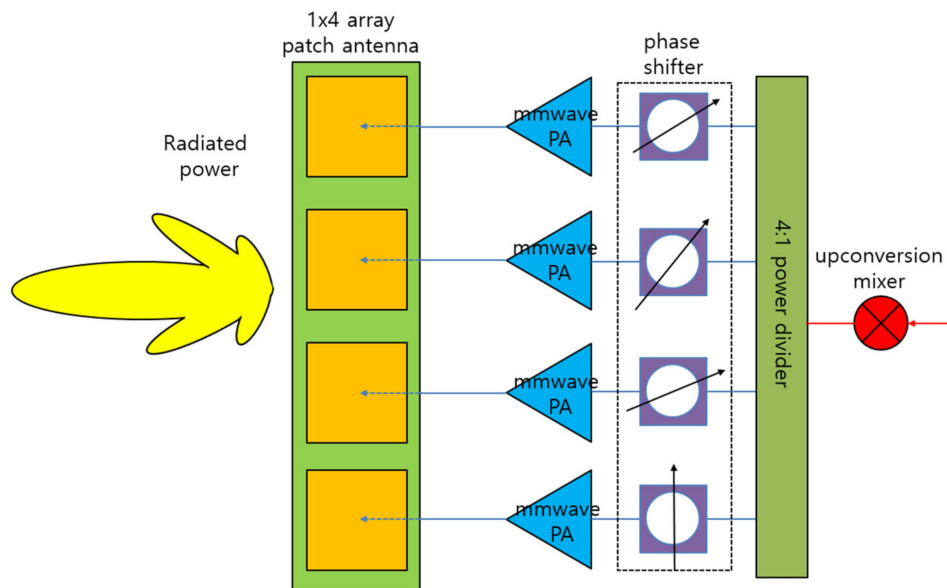 1x4 array
patch antenna
phase
shifter
Radiated
power
mmwave
PA
mmwave
PA
mmwave
PA
mmwave
PA
4:1 power divider
upconversion
mixer